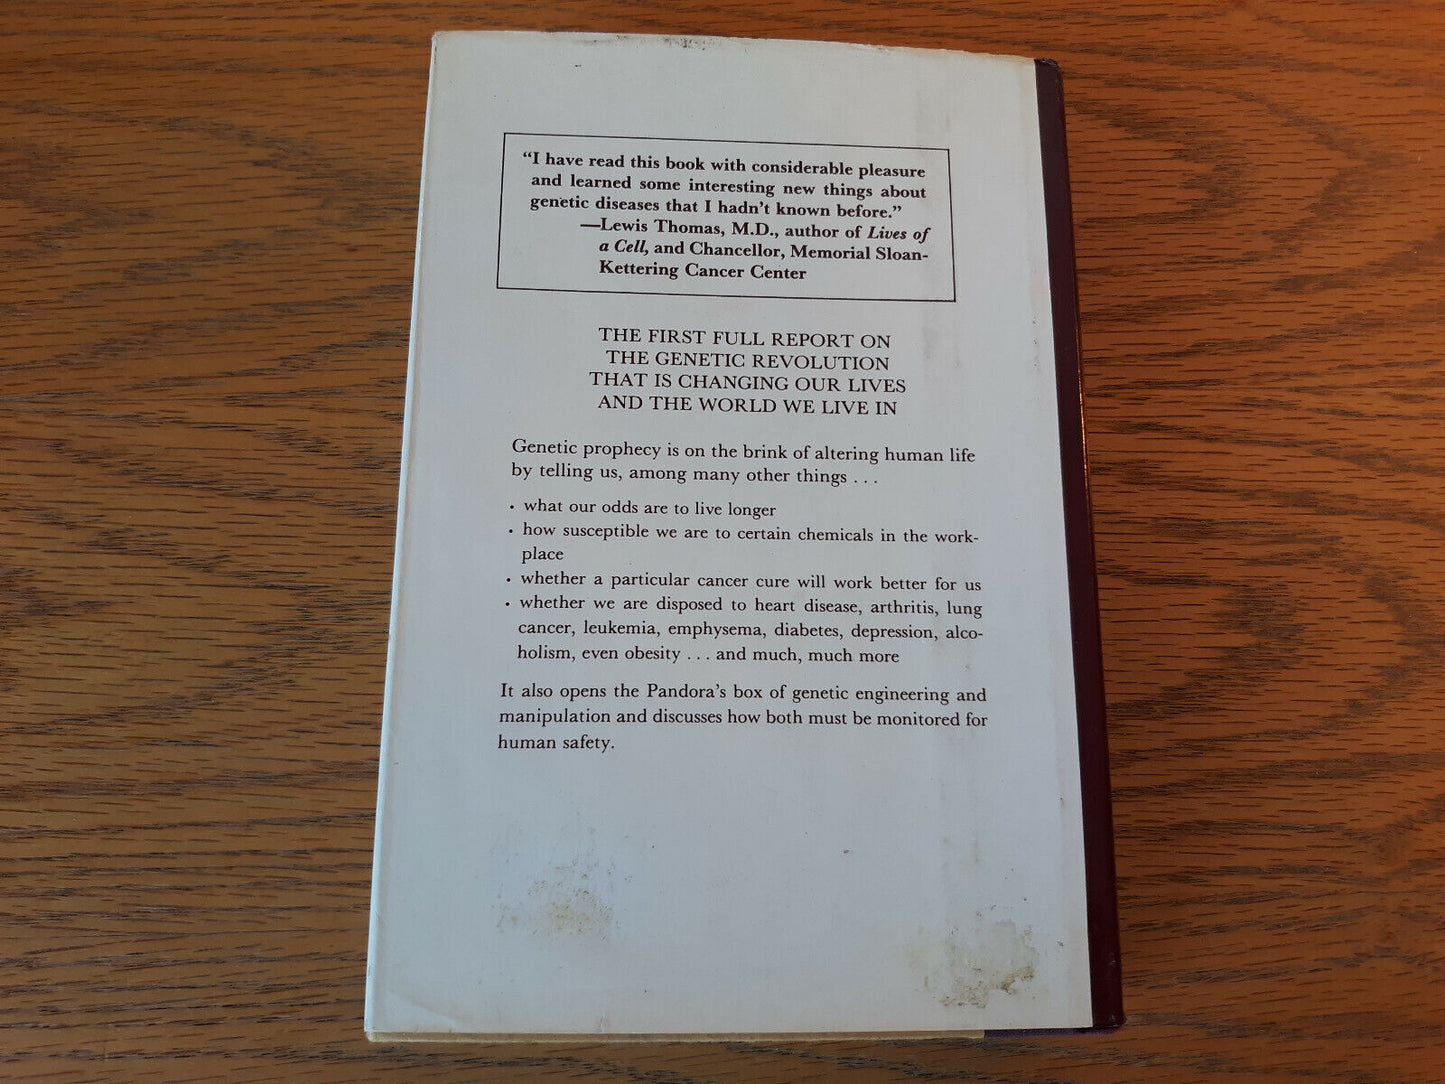 “I have read this book with considerable pleasure
and learned some interesting new things about
genetic diseases that I hadn't known before.”
—Lewis Thomas, M.D., author of Lives of
a Cell, and Chancellor, Memorial Sloan-
Kettering Cancer Center
THE FIRST FULL REPORT ON
THE GENETIC REVOLUTION
THAT IS CHANGING OUR LIVES
AND THE WORLD WE LIVE IN
Genetic prophecy is on the brink of altering human life
by telling us, among many other things . . .
• what our odds are to live longer
• how susceptible we are to certain chemicals in the work-
place
• whether a particular cancer cure will work better for us
• whether we are disposed to heart disease, arthritis, lung
cancer, leukemia, emphysema, diabetes, depression, alco-
holism, even obesity . . . and much, much more
It also opens the Pandora's box of genetic engineering and
manipulation and discusses how both must be monitored for
human safety.